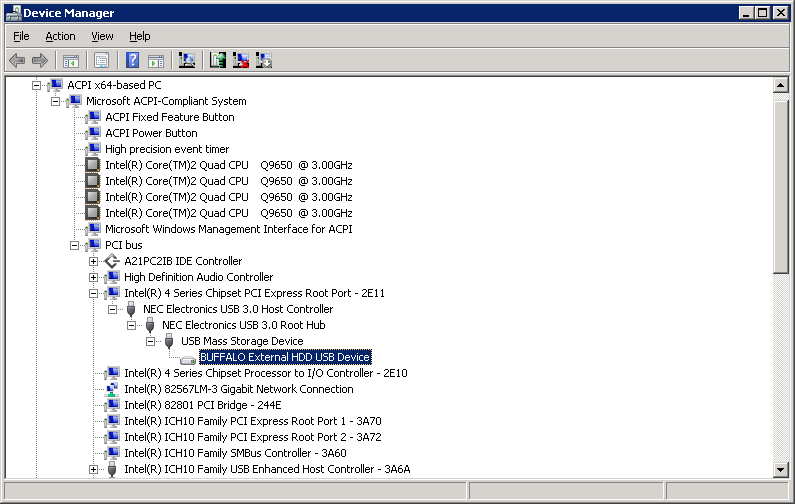 Device Manager
File Action View Help
ACPI x64-based PC
Microsoft ACPI-Compliant System
ACPI Fixed Feature Button
ACPI Power Button
High precision event timer
Intel(R) Core(TM)2 Quad CPU Q9650 @ 3.00GHz
Intel(R) Core(TM)2 Quad CPU Q9650 @ 3.00GHz
Intel(R) Core(TM)2 Quad CPU Q9650 @ 3.00GHz
Intel(R) Core(TM)2 Quad CPU Q9650 @ 3.00GHz
Microsoft Windows Management Interface for ACPI
PCI bus
A21PC2IB IDE Controller
High Definition Audio Controller
Intel(R) 4 Series Chipset PCI Express Root Port - 2E11
NEC Electronics USB 3.0 Host Controller
NEC Electronics USB 3.0 Root Hub
USB Mass Storage Device
BUFFALO External HDD USB Device
Intel(R) 4 Series Chipset Processor to I/O Controller - 2E10
Intel(R) 82567LM-3 Gigabit Network Connection
Intel(R) 82801 PCI Bridge - 244E
Intel(R) ICH10 Family PCI Express Root Port 1 - 3A70
Intel(R) ICH10 Family PCI Express Root Port 2 - 3A72
Intel(R) ICH10 Family SMBus Controller - 3A60
Intel(R) ICH10 Family USB Enhanced Host Controller - 3A6A